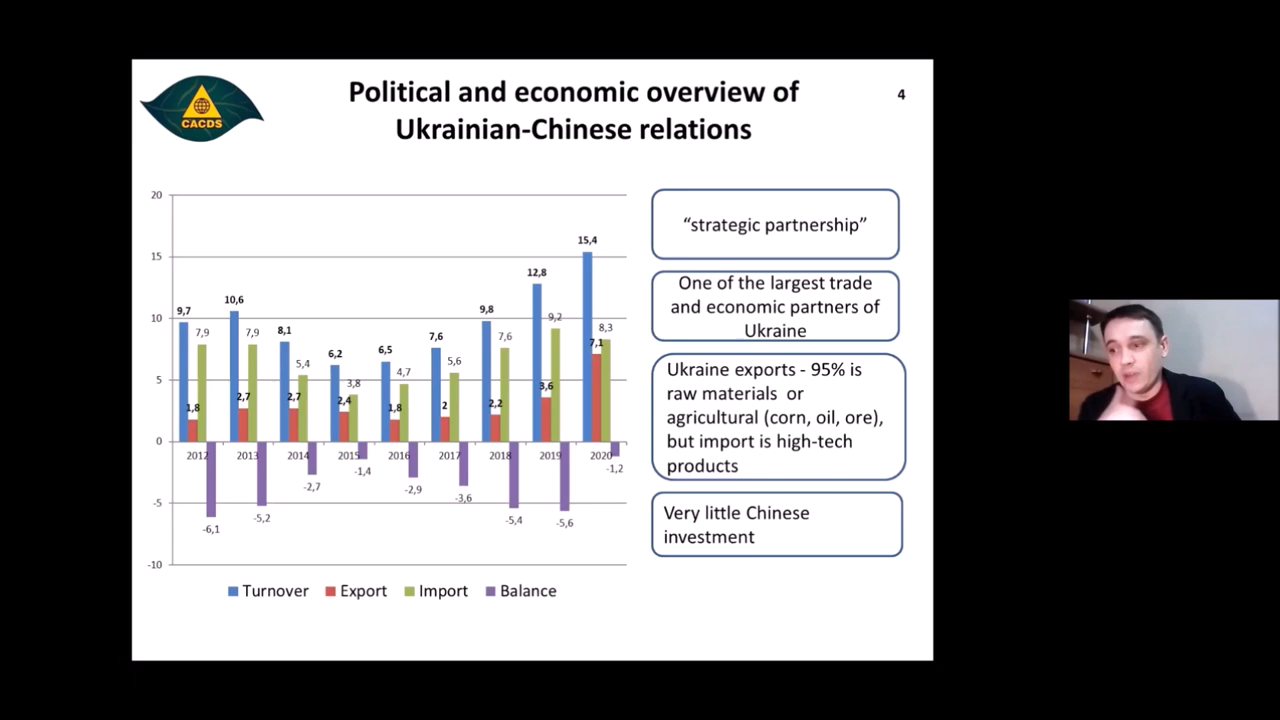 CACDS
Political and economic overview of
Ukrainian-Chinese relations
4
20
15
10
5
0
-5
-10
9,7
1,8
7,9
2012
-6,1
10,6
2,7
7,9
2013
-5,2
8,1
2,7
5,4
2014
-2,7
6,2
2,4
3,8
2015
-1,4
6,5
1,8
4,7
2016
-2,9
7,6
2
5,6
2017
-3,6
9,8
2,2
7,6
2018
-5,4
12,8
3,6
9,2
2019
-5,6
15,4
7,1
8,3
2020
-1,2
Turnover
Export
Import
Balance
“strategic partnership”
One of the largest trade
and economic partners of
Ukraine
Ukraine exports - 95% is
raw materials or
agricultural (corn, oil, ore),
but import is high-tech
products
Very little Chinese
investment